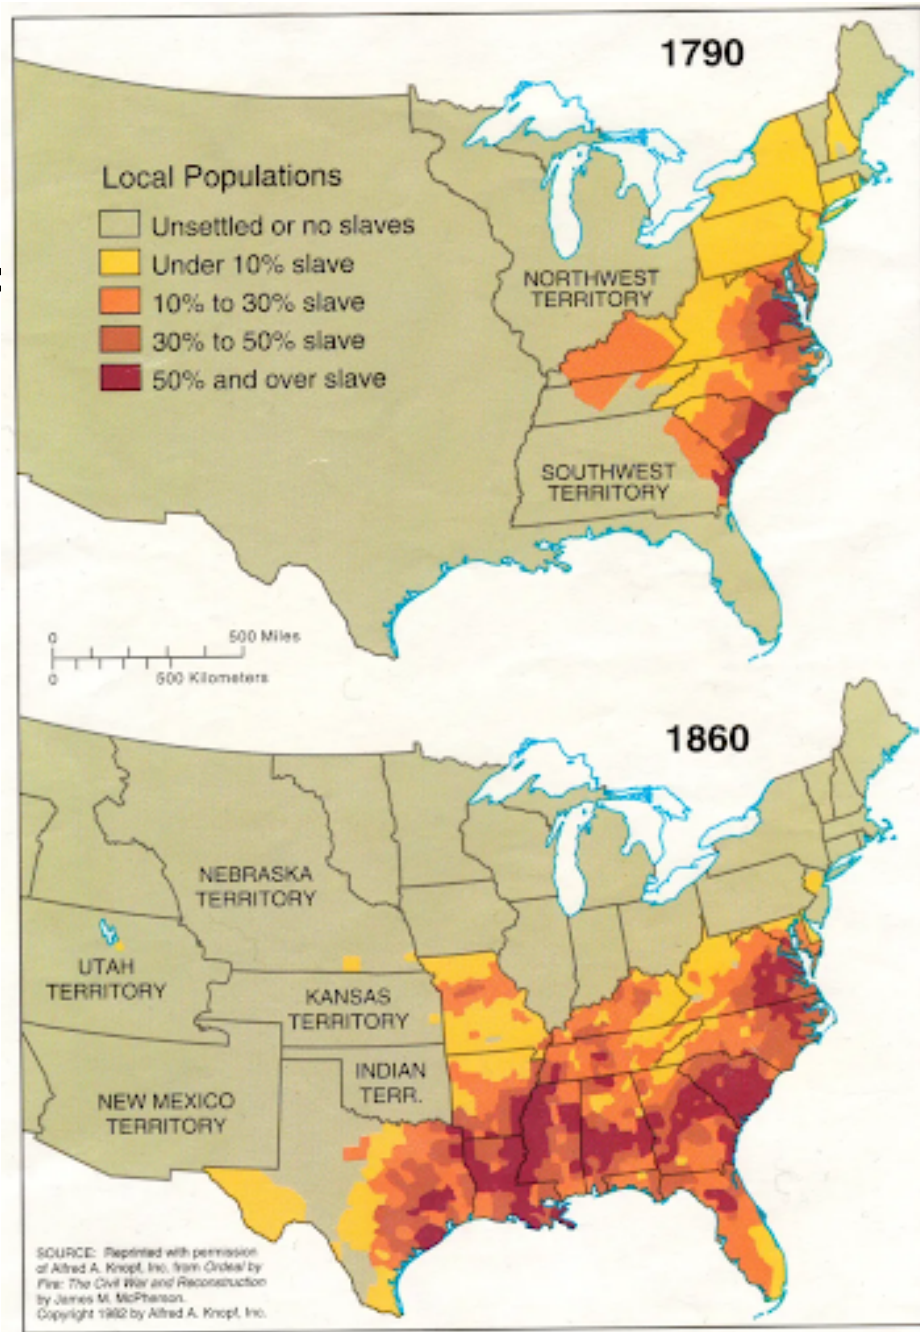 1790
Local Populations
Unsettled or no slaves
Under 10% slave
10% to 30% slave
30% to 50% slave
50% and over slave
NORTHWEST
TERRITORY
SOUTHWEST
TERRITORY
0 500 Miles
0 500 Kilometers
1860
NEBRASKA
TERRITORY
UTAH
TERRITORY
KANSAS
TERRITORY
INDIAN
TERR.
NEW MEXICO
TERRITORY
SOURCE: Reprinted with permission
of Alfred A. Knopf, Inc. from Ordeal by
Fire: The Civil War and Reconstruction
by James M. McPherson.
Copyright 1982 by Alfred A. Knopf, Inc.